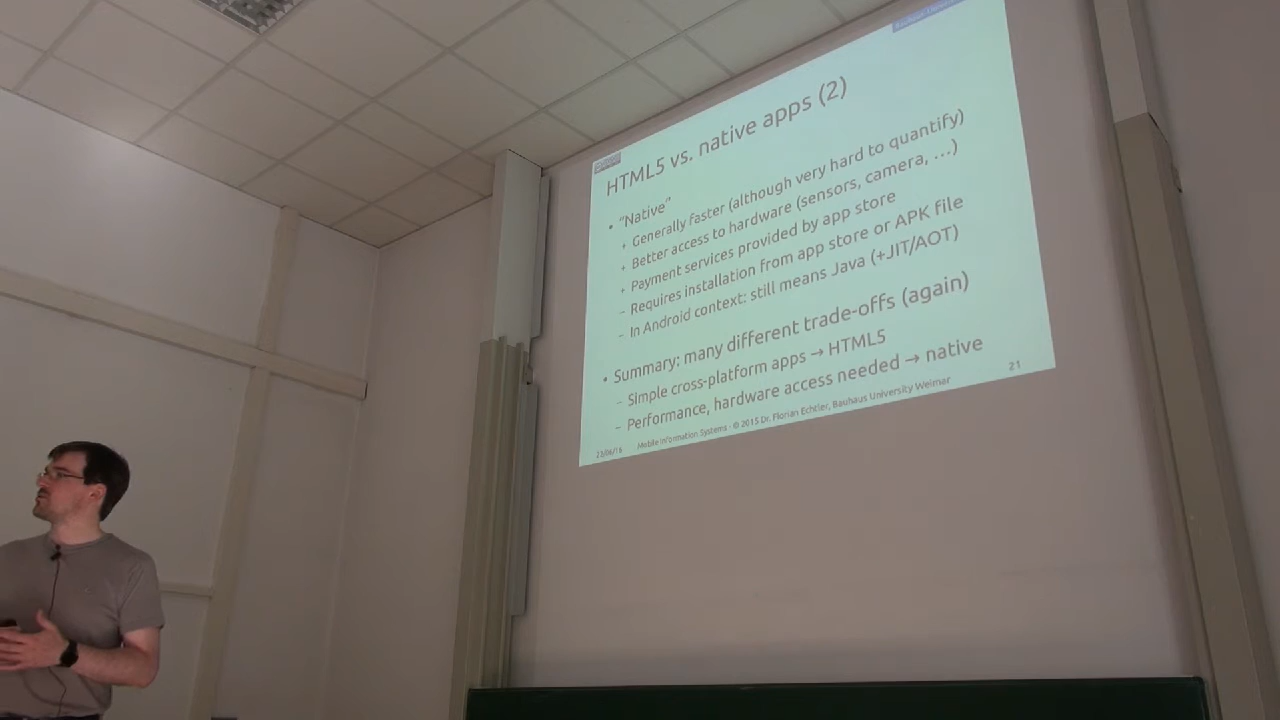 HTML5 vs. native apps (2)
• “Native”
+ Generally faster (although very hard to quantify)
+ Better access to hardware (sensors, camera, …)
+ Payment services provided by app store
– Requires installation from app store or APK file
– In Android context: still means Java (+JIT/AOT)
• Summary: many different trade-offs (again)
– Simple cross-platform apps → HTML5
– Performance, hardware access needed → native
22/06/16 Mobile Information Systems - © 2015 Dr. Florian Echtler, Bauhaus University Weimar 21